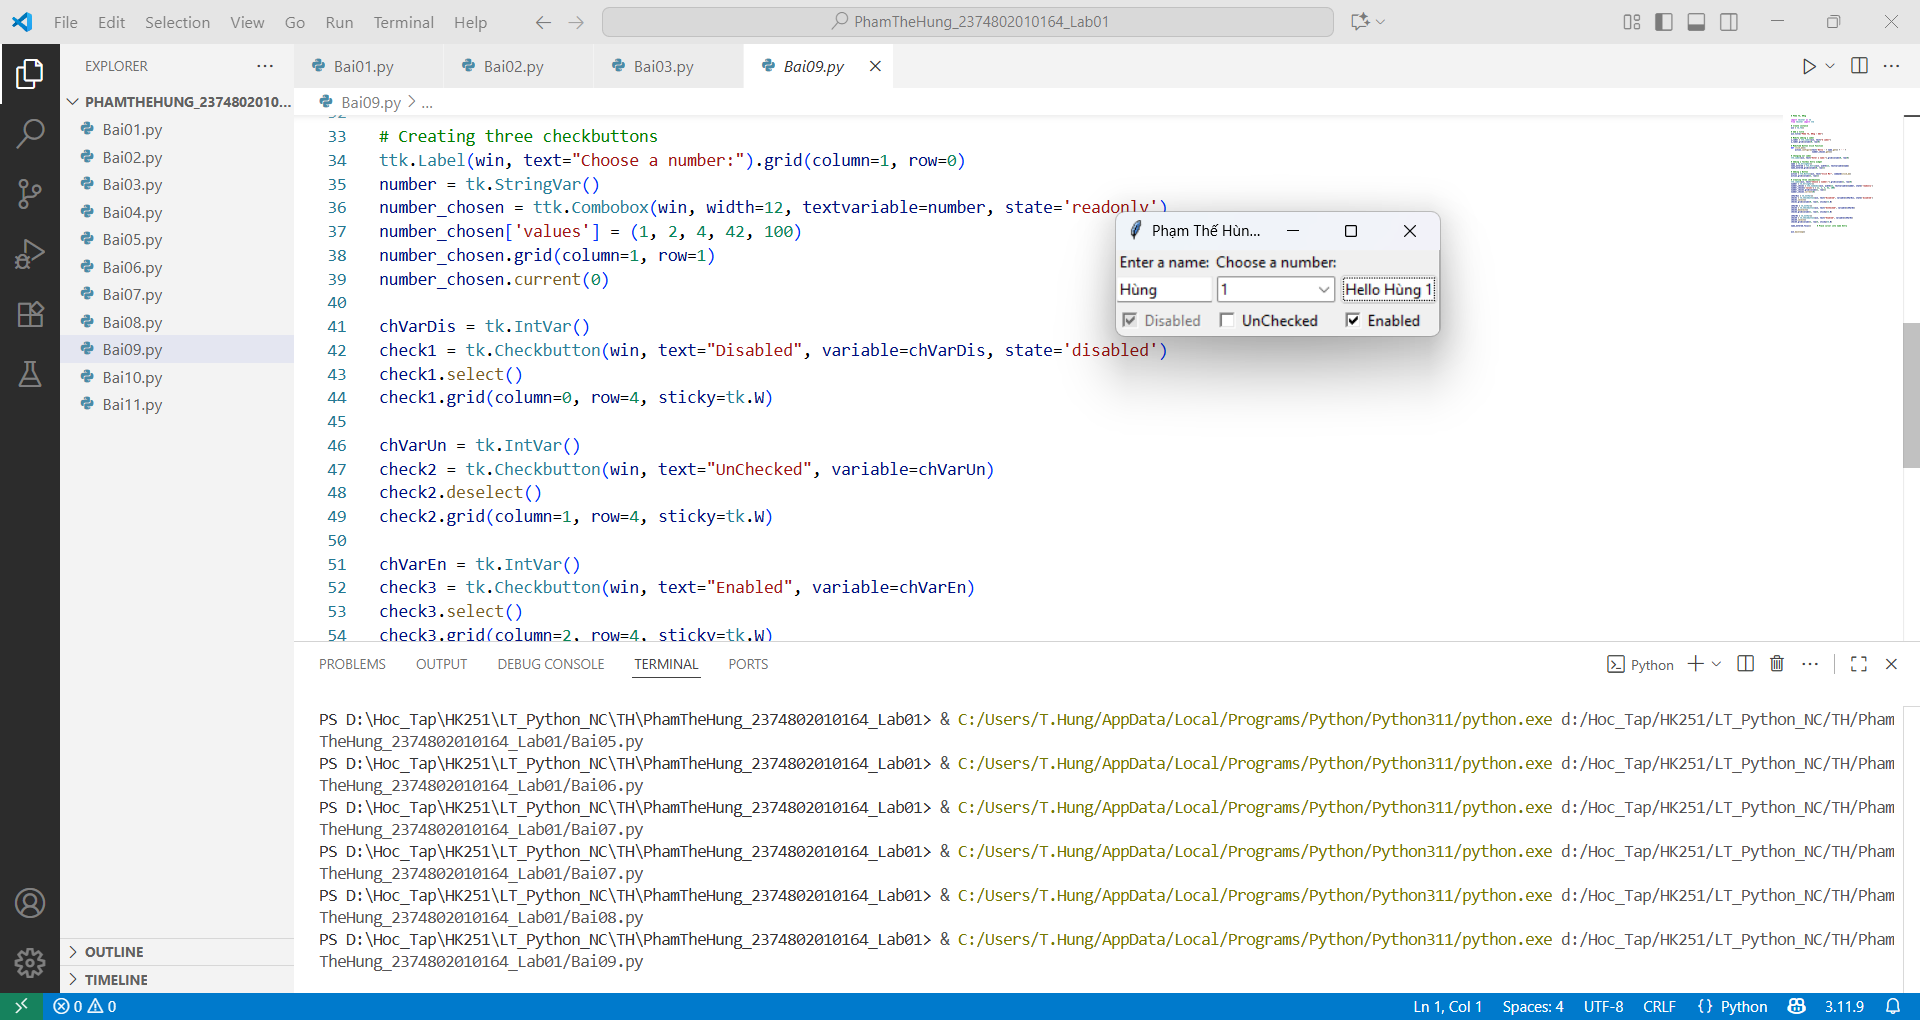 File Edit Selection View Go Run Terminal Help
PhamTheHung_2374802010164_Lab01
EXPLORER
PHAMTHEHUNG_2374802010...
Bai01.py
Bai02.py
Bai03.py
Bai04.py
Bai05.py
Bai06.py
Bai07.py
Bai08.py
Bai09.py
Bai10.py
Bai11.py
OUTLINE
TIMELINE
Bai01.py Bai02.py Bai03.py Bai09.py
Bai09.py > ...
32
33 # Creating three checkbuttons
34 ttk.Label(win, text="Choose a number:").grid(column=1, row=0)
35 number = tk.StringVar()
36 number_chosen = ttk.Combobox(win, width=12, textvariable=number, state='readonly')
37 number_chosen['values'] = (1, 2, 4, 42, 100)
38 number_chosen.grid(column=1, row=1)
39 number_chosen.current(0)
40
41 chVarDis = tk.IntVar()
42 check1 = tk.Checkbutton(win, text="Disabled", variable=chVarDis, state='disabled')
43 check1.select()
44 check1.grid(column=0, row=4, sticky=tk.W)
45
46 chVarUn = tk.IntVar()
47 check2 = tk.Checkbutton(win, text="UnChecked", variable=chVarUn)
48 check2.deselect()
49 check2.grid(column=1, row=4, sticky=tk.W)
50
51 chVarEn = tk.IntVar()
52 check3 = tk.Checkbutton(win, text="Enabled", variable=chVarEn)
53 check3.select()
54 check3.grid(column=2, row=4, sticky=tk.W)
Phạm Thế Hùn...
Enter a name: Choose a number:
Hùng 1 Hello Hùng 1
Disabled UnChecked Enabled
PROBLEMS OUTPUT DEBUG CONSOLE TERMINAL PORTS
Python
PS D:\Hoc_Tap\HK251\LT_Python_NC\TH\PhamTheHung_2374802010164_Lab01> & C:/Users/T.Hung/AppData/Local/Programs/Python/Python311/python.exe d:/Hoc_Tap/HK251/LT_Python_NC/TH/Pham
TheHung_2374802010164_Lab01/Bai05.py
PS D:\Hoc_Tap\HK251\LT_Python_NC\TH\PhamTheHung_2374802010164_Lab01> & C:/Users/T.Hung/AppData/Local/Programs/Python/Python311/python.exe d:/Hoc_Tap/HK251/LT_Python_NC/TH/Pham
TheHung_2374802010164_Lab01/Bai06.py
PS D:\Hoc_Tap\HK251\LT_Python_NC\TH\PhamTheHung_2374802010164_Lab01> & C:/Users/T.Hung/AppData/Local/Programs/Python/Python311/python.exe d:/Hoc_Tap/HK251/LT_Python_NC/TH/Pham
TheHung_2374802010164_Lab01/Bai07.py
PS D:\Hoc_Tap\HK251\LT_Python_NC\TH\PhamTheHung_2374802010164_Lab01> & C:/Users/T.Hung/AppData/Local/Programs/Python/Python311/python.exe d:/Hoc_Tap/HK251/LT_Python_NC/TH/Pham
TheHung_2374802010164_Lab01/Bai07.py
PS D:\Hoc_Tap\HK251\LT_Python_NC\TH\PhamTheHung_2374802010164_Lab01> & C:/Users/T.Hung/AppData/Local/Programs/Python/Python311/python.exe d:/Hoc_Tap/HK251/LT_Python_NC/TH/Pham
TheHung_2374802010164_Lab01/Bai08.py
PS D:\Hoc_Tap\HK251\LT_Python_NC\TH\PhamTheHung_2374802010164_Lab01> & C:/Users/T.Hung/AppData/Local/Programs/Python/Python311/python.exe d:/Hoc_Tap/HK251/LT_Python_NC/TH/Pham
TheHung_2374802010164_Lab01/Bai09.py
0 0 Ln 1, Col 1 Spaces: 4 UTF-8 CRLF {} Python 3.11.9